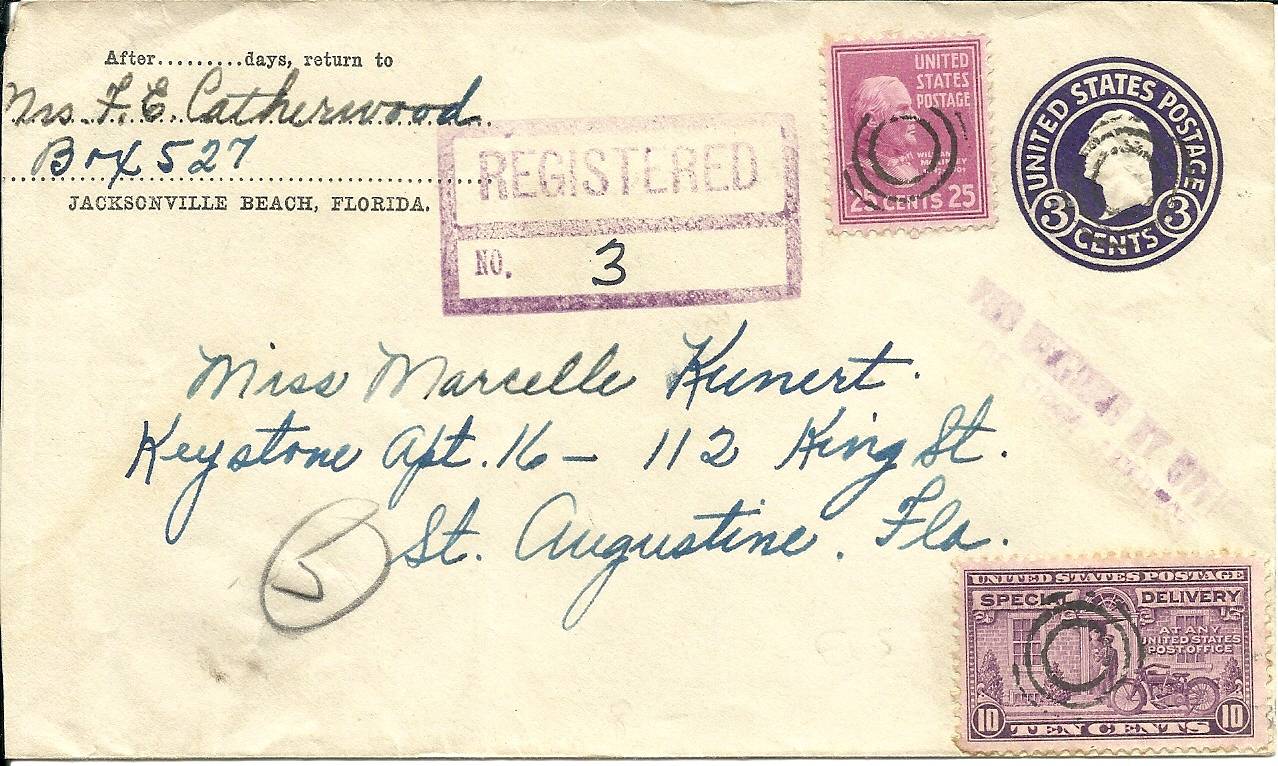 After.........days, return to
Mrs. F. E. Catherwood
Box 527
JACKSONVILLE BEACH, FLORIDA.
REGISTERED
NO. 3
UNITED
STATES
POSTAGE
25 CENTS 25
UNITED STATES POSTAGE
3 CENTS 3
Miss Marcelle Kunert.
Keystone Apt. 16 - 112 King St.
St. Augustine. Fla.
5
UNITED STATES POSTAGE
SPECIAL DELIVERY
AT ANY
UNITED STATES
POST OFFICE
10 TEN CENTS 10